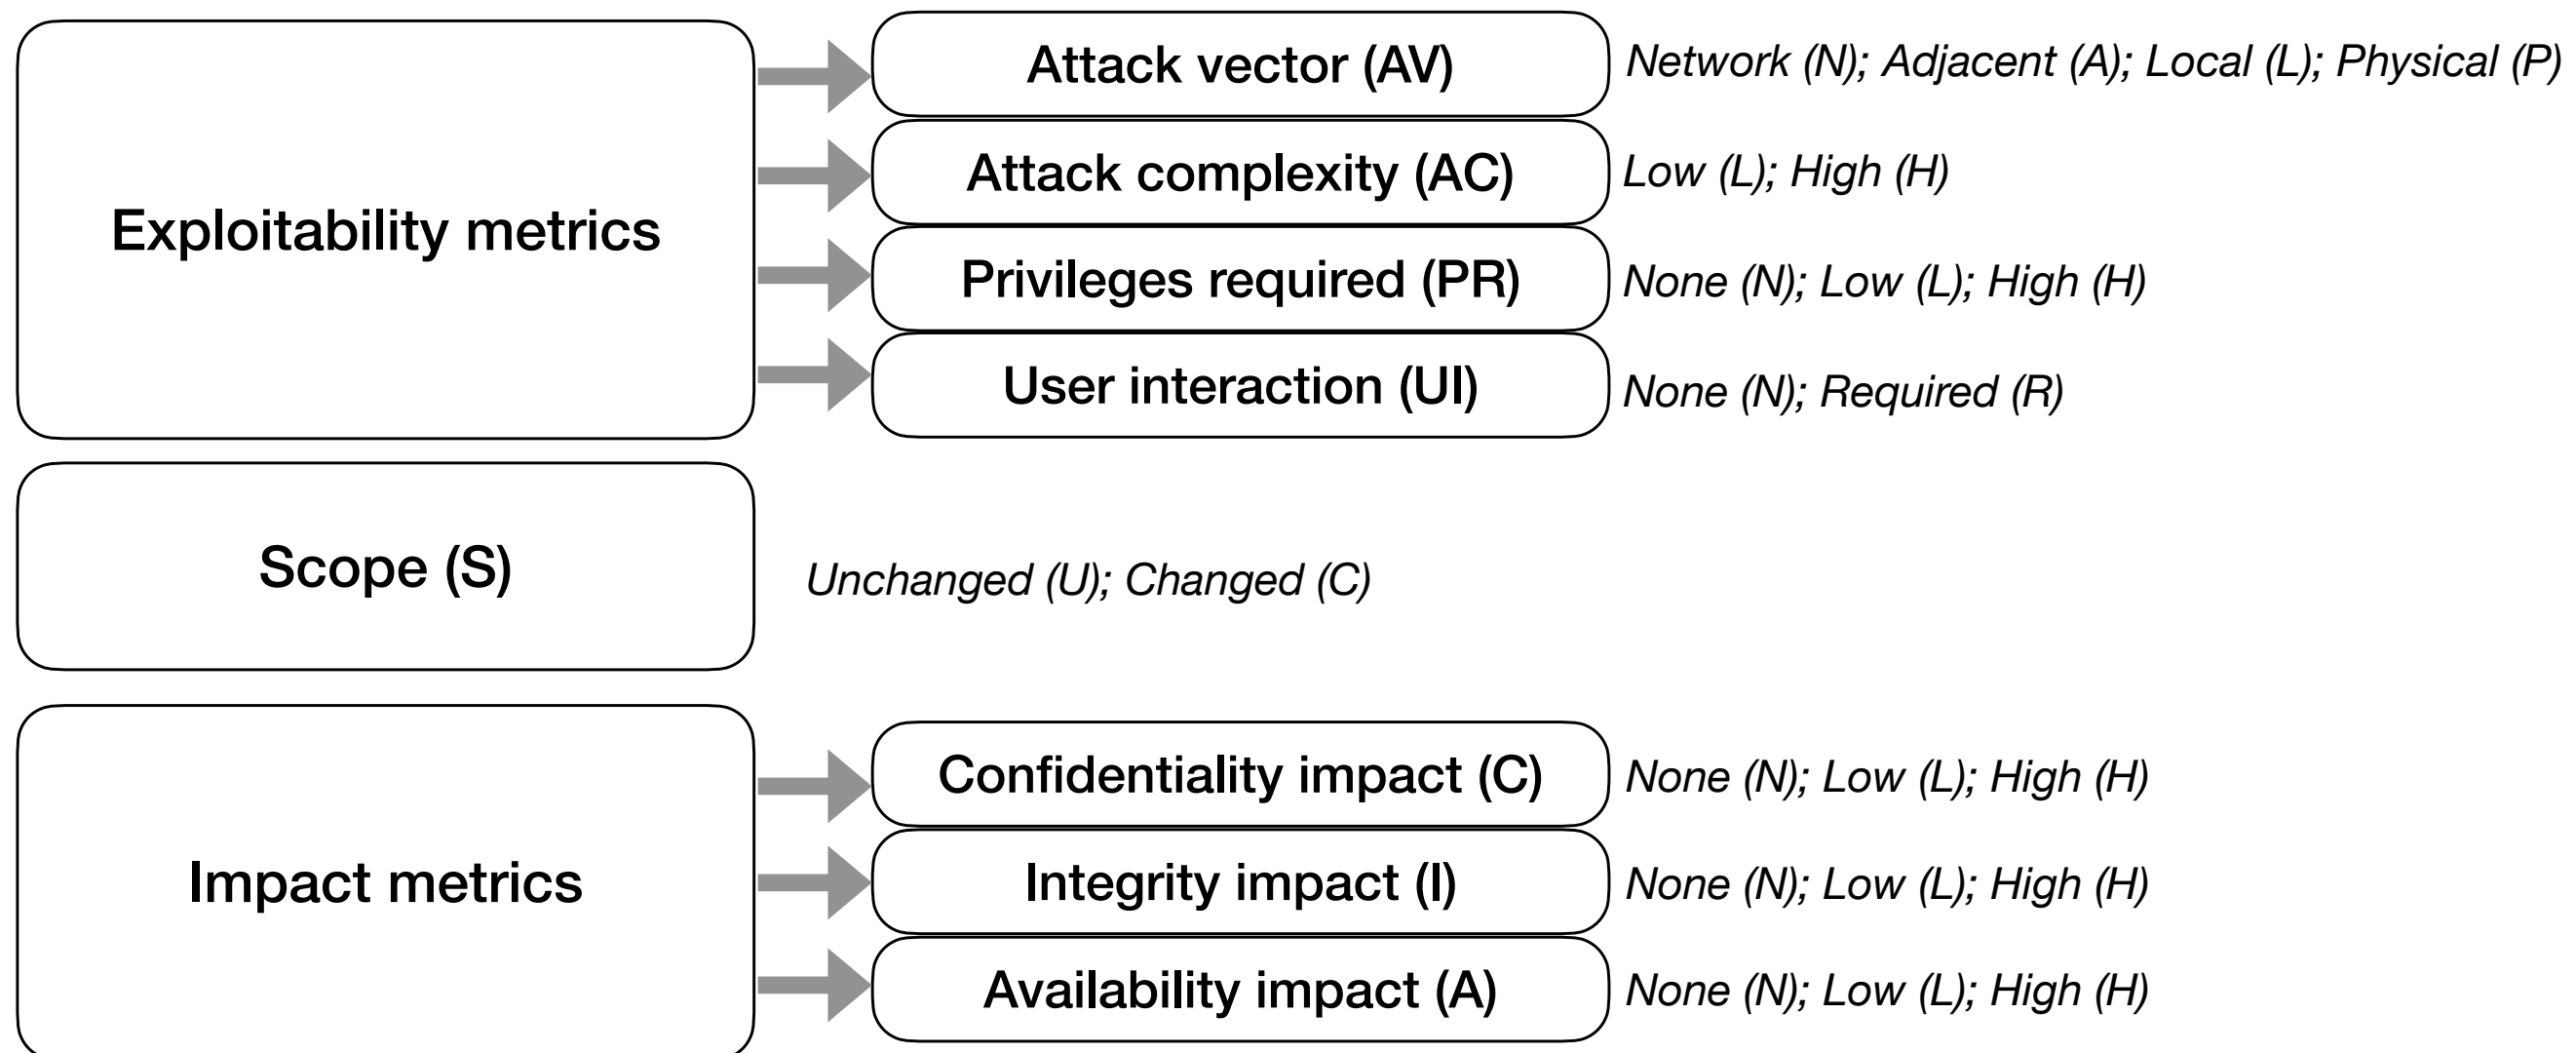 Exploitability metrics
Attack vector (AV)
Network (N); Adjacent (A); Local (L); Physical (P)
Attack complexity (AC)
Low (L); High (H)
Privileges required (PR)
None (N); Low (L); High (H)
User interaction (UI)
None (N); Required (R)
Scope (S)
Unchanged (U); Changed (C)
Impact metrics
Confidentiality impact (C)
None (N); Low (L); High (H)
Integrity impact (I)
None (N); Low (L); High (H)
Availability impact (A)
None (N); Low (L); High (H)